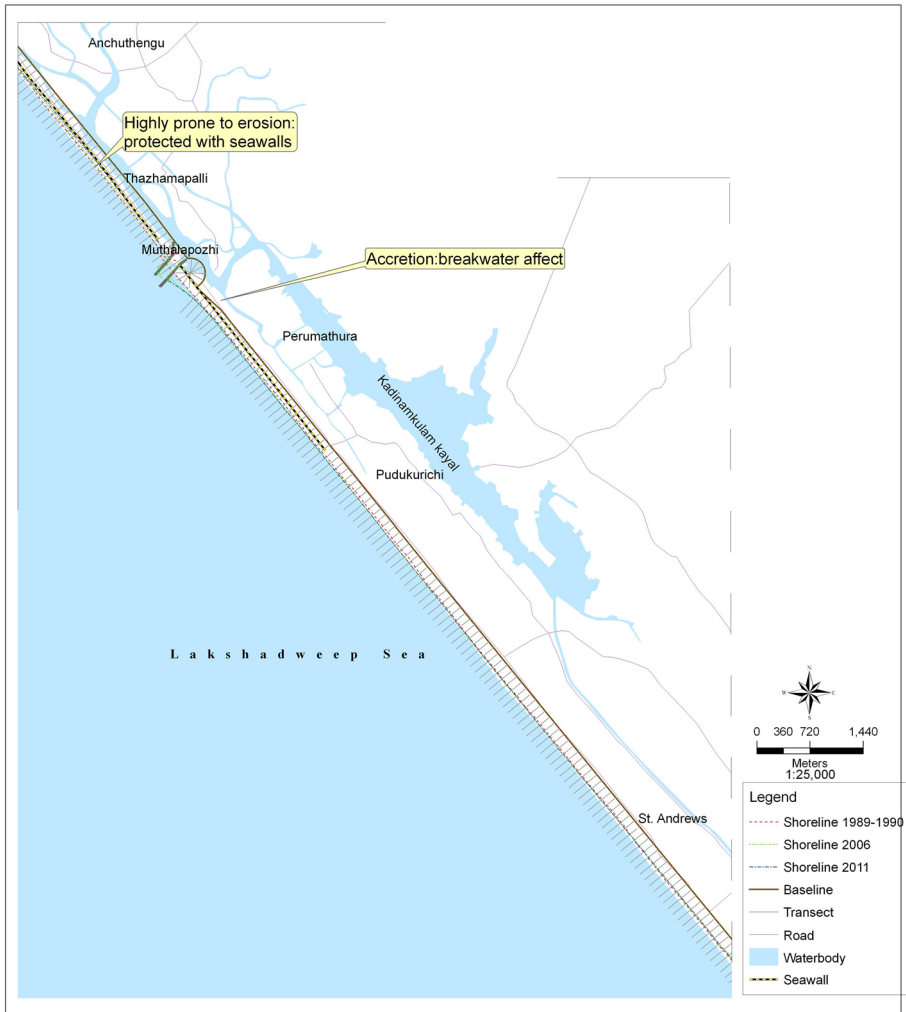 Anchuthengu
Highly prone to erosion:
protected with seawalls
Thazhamapalli
Muthalapozhi
Accretion:breakwater affect
Perumathura
Kadinamkulam kayal
Pudukurichi
Lakshadweep Sea
St. Andrews
N
W E
S
0 360 720 1,440
Meters
1:25,000
Legend
Shoreline 1989-1990
Shoreline 2006
Shoreline 2011
Baseline
Transect
Road
Waterbody
Seawall